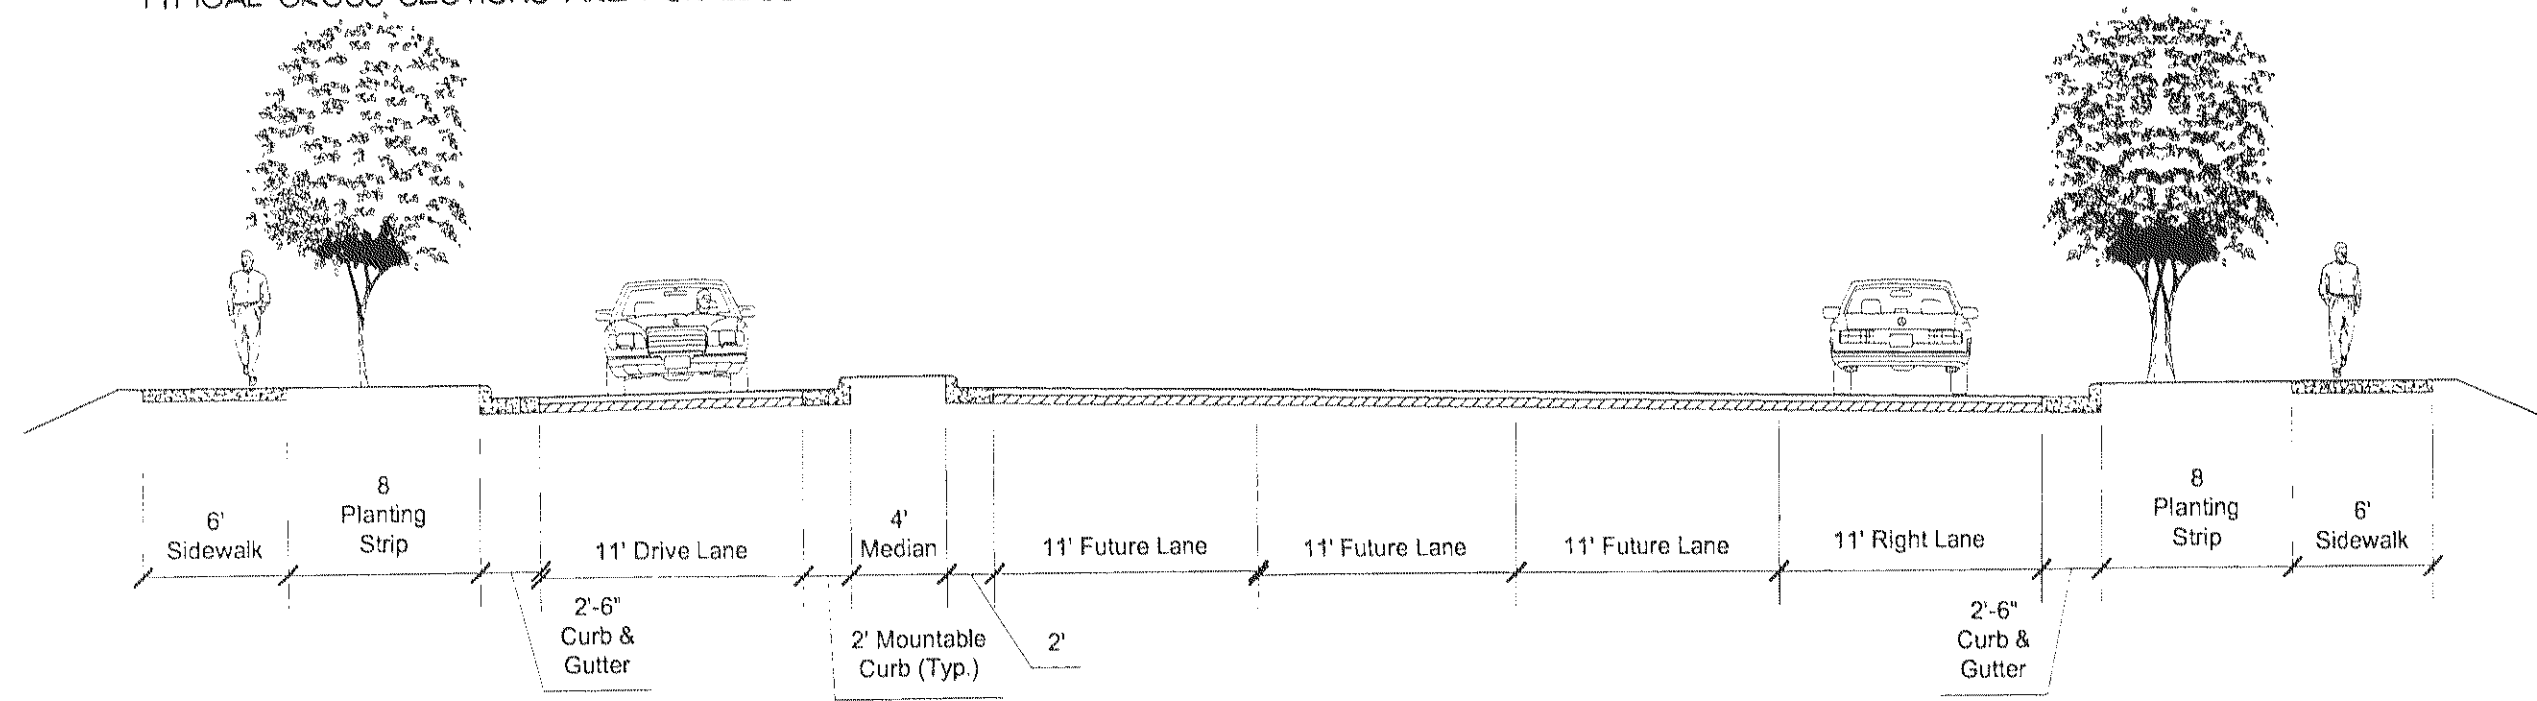 6'
Sidewalk
8
Planting
Strip
2'-6"
Curb &
Gutter
11' Drive Lane
2' Mountable
Curb (Typ.)
4'
Median
2'
11' Future Lane
11' Future Lane
11' Future Lane
11' Right Lane
2'-6"
Curb &
Gutter
8
Planting
Strip
6'
Sidewalk